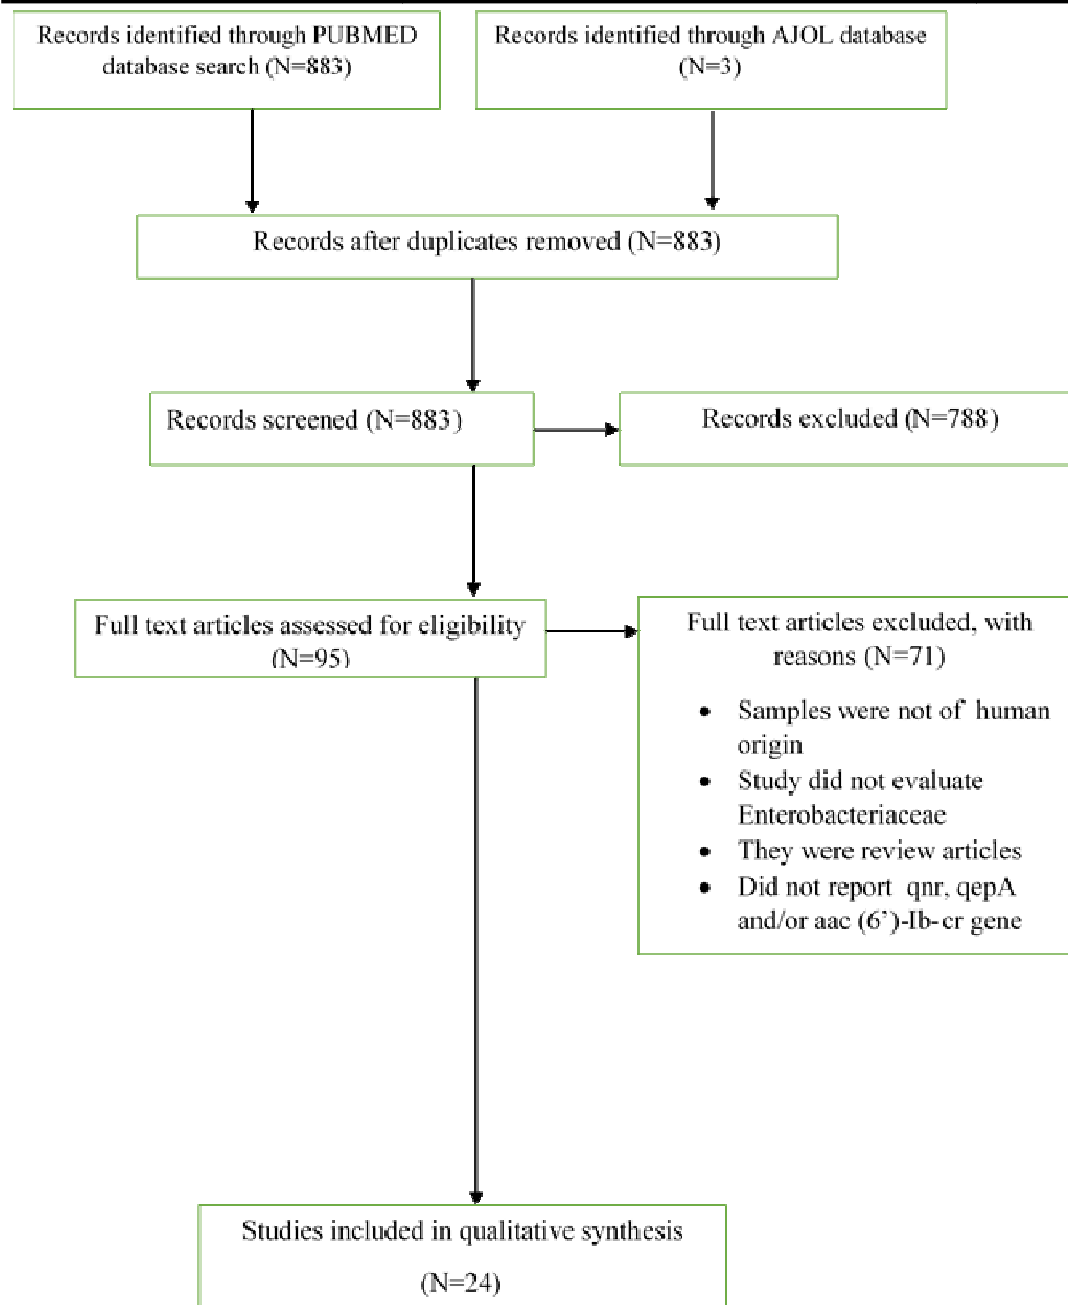 Records identified through PUBMED
database search (N=883)
Records identified through AJOL database
(N=3)
Records after duplicates removed (N=883)
Records screened (N=883)
Records excluded (N=788)
Full text articles assessed for eligibility
(N=95)
Full text articles excluded, with
reasons (N=71)
• Samples were not of human
origin
• Study did not evaluate
Enterobacteriaceae
• They were review articles
• Did not report qnr, qepA
and/or aac (6’)-Ib-cr gene
Studies included in qualitative synthesis
(N=24)